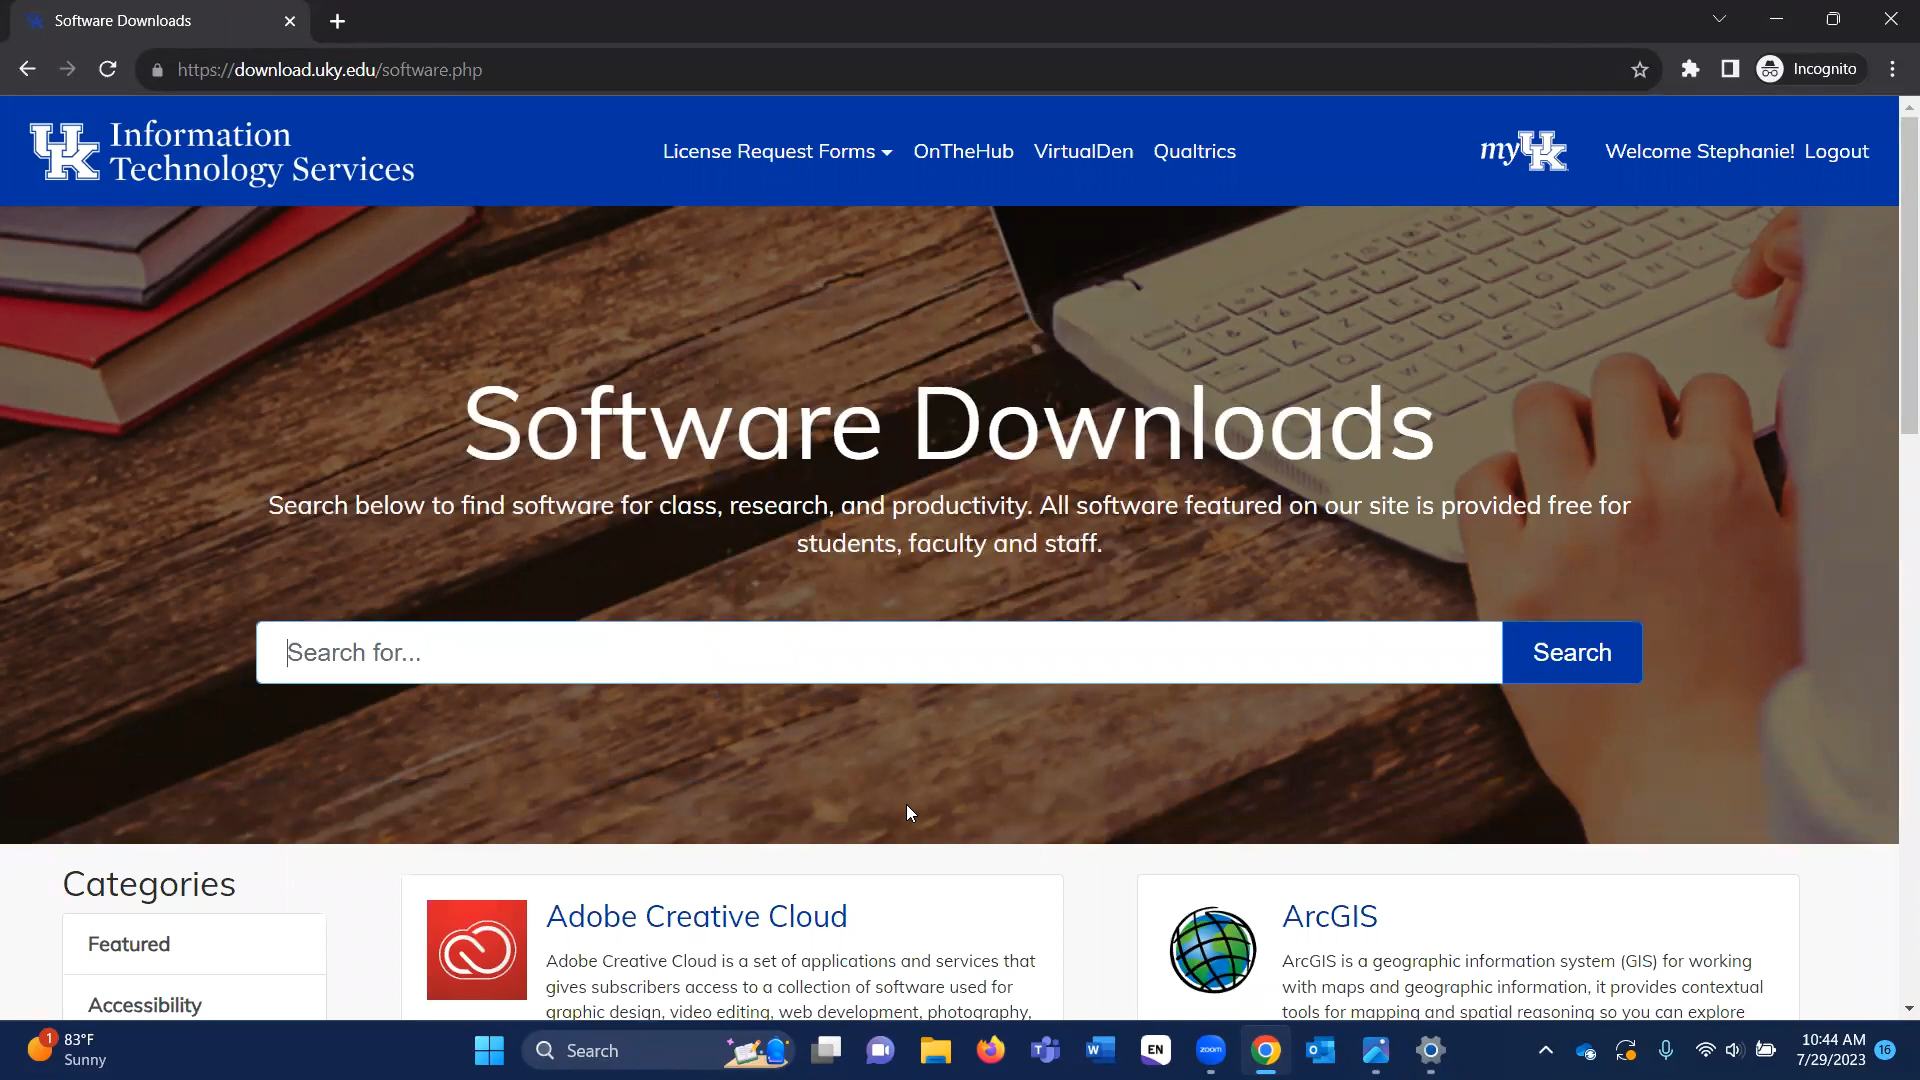 Software Downloads
https://download.uky.edu/software.php
Incognito
UK Information
Technology Services
License Request Forms
OnTheHub
VirtualDen
Qualtrics
myUK
Welcome Stephanie!
Logout
Software Downloads
Search below to find software for class, research, and productivity. All software featured on our site is provided free for
students, faculty and staff.
Search for...
Search
Categories
Featured
Accessibility
Adobe Creative Cloud
Adobe Creative Cloud is a set of applications and services that
gives subscribers access to a collection of software used for
graphic design, video editing, web development, photography,
ArcGIS
ArcGIS is a geographic information system (GIS) for working
with maps and geographic information, it provides contextual
tools for mapping and spatial reasoning so you can explore
1
83°F
Sunny
Search
EN
zoom
10:44 AM
7/29/2023
16